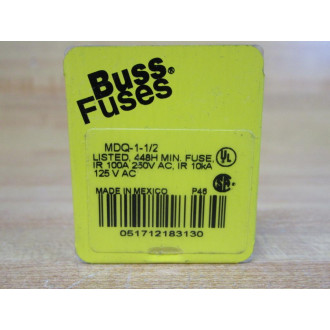 Buss®
Fuses
MDQ-1-1/2
LISTED, 448H MIN. FUSE,
IR 100A 250V AC, IR 10kA
125 V AC
UL
MADE IN MEXICO P46
051712183130